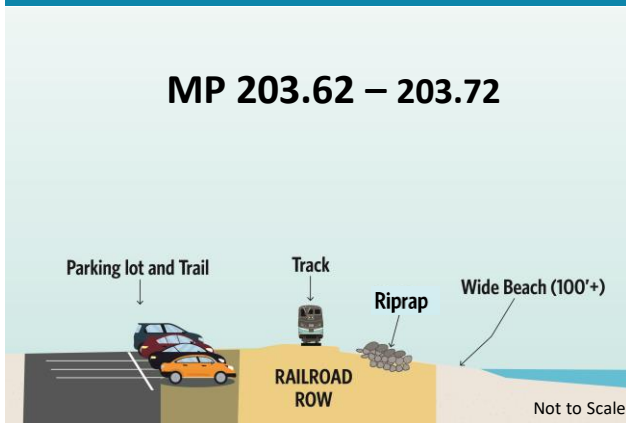 MP 203.62 – 203.72
Parking lot and Trail
Track
Riprap
Wide Beach (100'+)
RAILROAD
ROW
Not to Scale